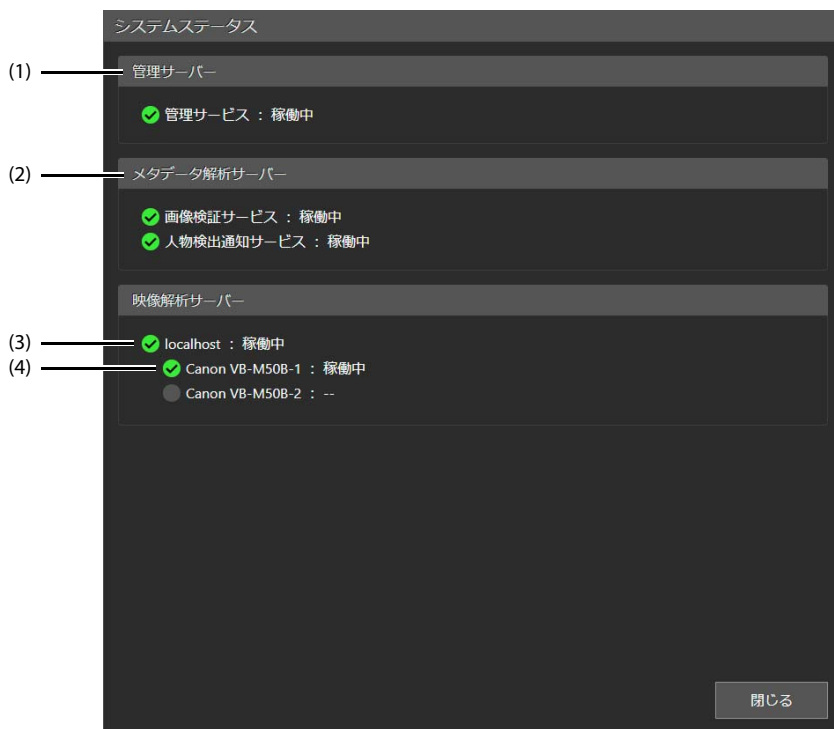 システムステータス
(1) 管理サーバー
管理サービス : 稼働中
(2) メタデータ解析サーバー
画像検証サービス : 稼働中
人物検出通知サービス : 稼働中
映像解析サーバー
(3) localhost : 稼働中
(4) Canon VB-M50B-1 : 稼働中
Canon VB-M50B-2 : --
閉じる